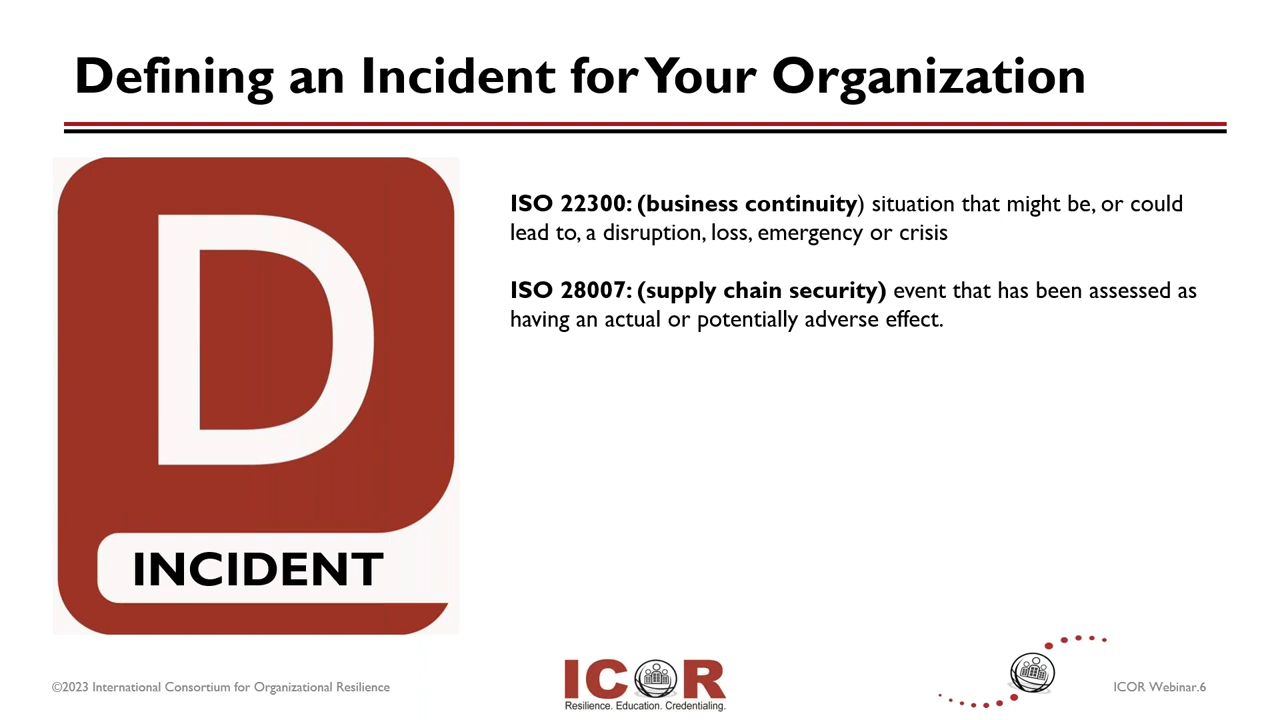 Defining an Incident for Your Organization
D
INCIDENT
ISO 22300: (business continuity) situation that might be, or could
lead to, a disruption, loss, emergency or crisis
ISO 28007: (supply chain security) event that has been assessed as
having an actual or potentially adverse effect.
©2023 International Consortium for Organizational Resilience
ICOR
Resilience. Education. Credentialing.
ICOR Webinar.6